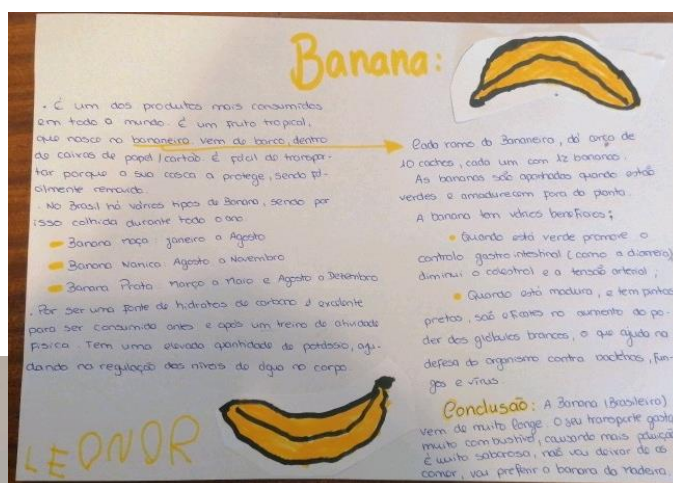 Banana:
. É um dos produtos mais consumidos
em todo o mundo. É um fruto tropical,
que nasce na bananeira, vem de barco, dentro
de caixas de papel/cartão. É fácil de transpor-
tar porque a sua casca a protege, sendo fa-
cilmente removida.
. No Brasil há vários tipos de Banana, sendo por
isso colhida durante todo o ano.
Banana maça: janeiro a Agosto
Banana Nanica: Agosto a Novembro
Banana Prata: março a maio e Agosto a Dezembro
. Por ser uma fonte de hidratos de carbono é excelente
para ser consumida antes e após um treino de atividade
Física. Tem uma elevada quantidade de potássio, aju-
dando na regulação dos níveis de água no corpo.
LEONOR
Cada ramo da Bananeira, dá cerca de
10 caches, cada um com 12 bananas.
As bananas são apanhadas quando estão
verdes e amadurecem fora da planta.
A banana tem vários benefícios;
Quando está verde promove o
controlo gastro intestinal (como a diarreia)
diminui o colestrol e a tensão arterial;
Quando está madura, e tem pintas
pretas, são eficazes no aumento do po-
der dos glóbulos brancos, o que ajuda na
defesa do organismo contra bactérias, fun-
gos e vírus.
Conclusão: A Banana (Brasileira)
vem de muito longe. O seu transporte gasta
muito combustível, causando mais poluição
É muito saborosa, não vou deixar de as
comer, vou preferir a banana da madeira.